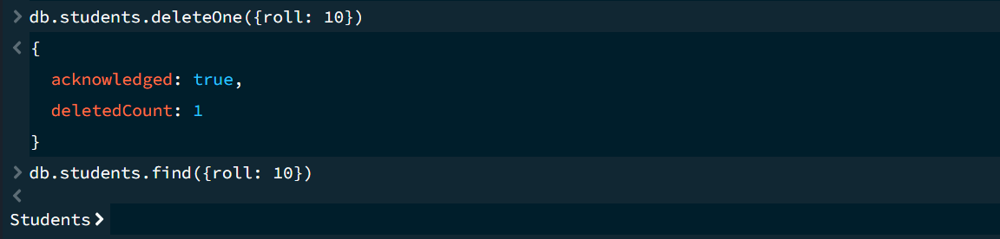 > db.students.deleteOne({roll: 10})
< {
acknowledged: true,
deletedCount: 1
}
> db.students.find({roll: 10})
<
Students>